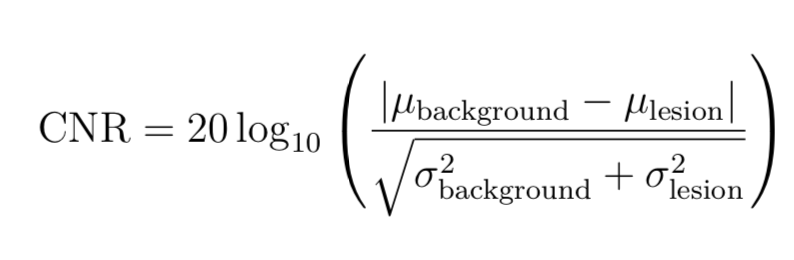 CNR = 20 log₁₀ ( |μ_background − μ_lesion| / √(σ²_background + σ²_lesion) )